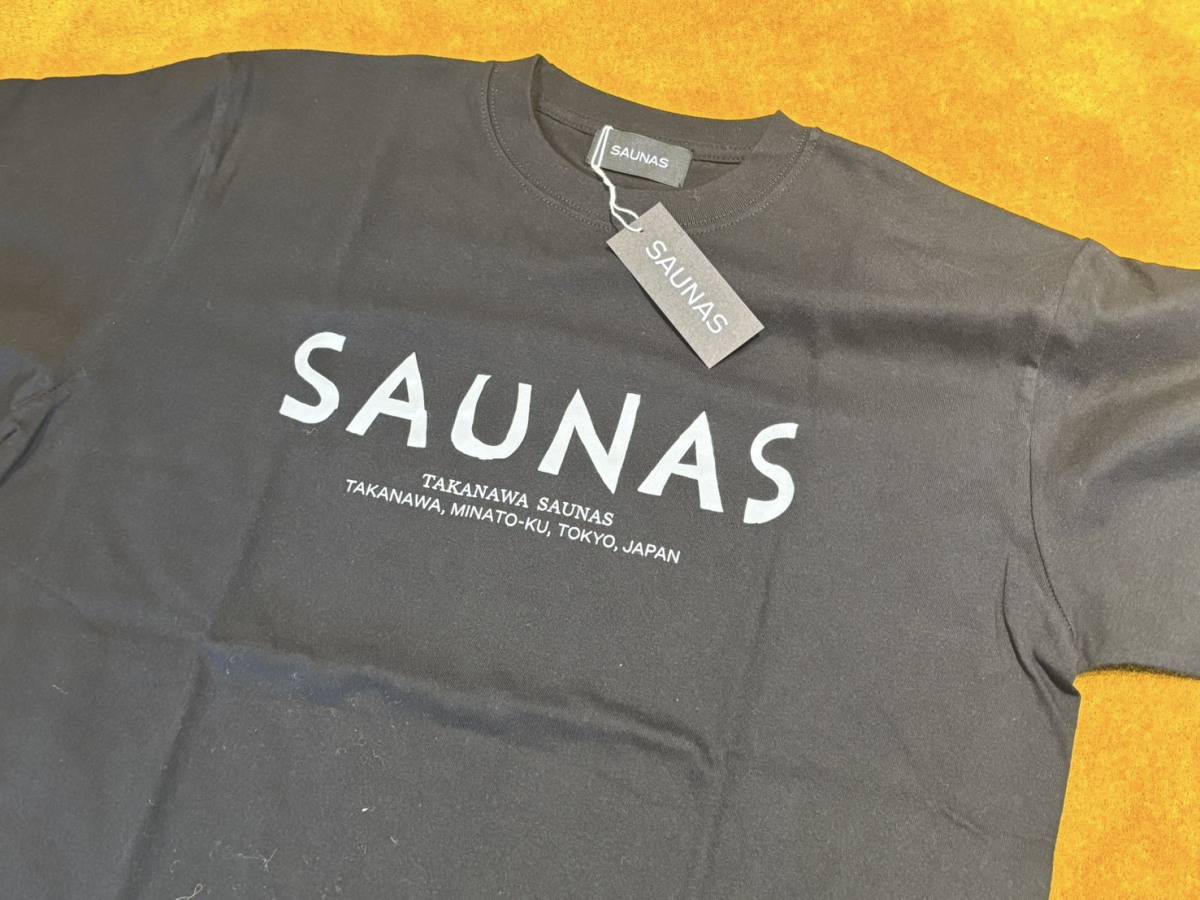 SAUNAS
SAUNAS
SAUNAS
TAKANAWA SAUNAS
TAKANAWA, MINATO-KU, TOKYO, JAPAN